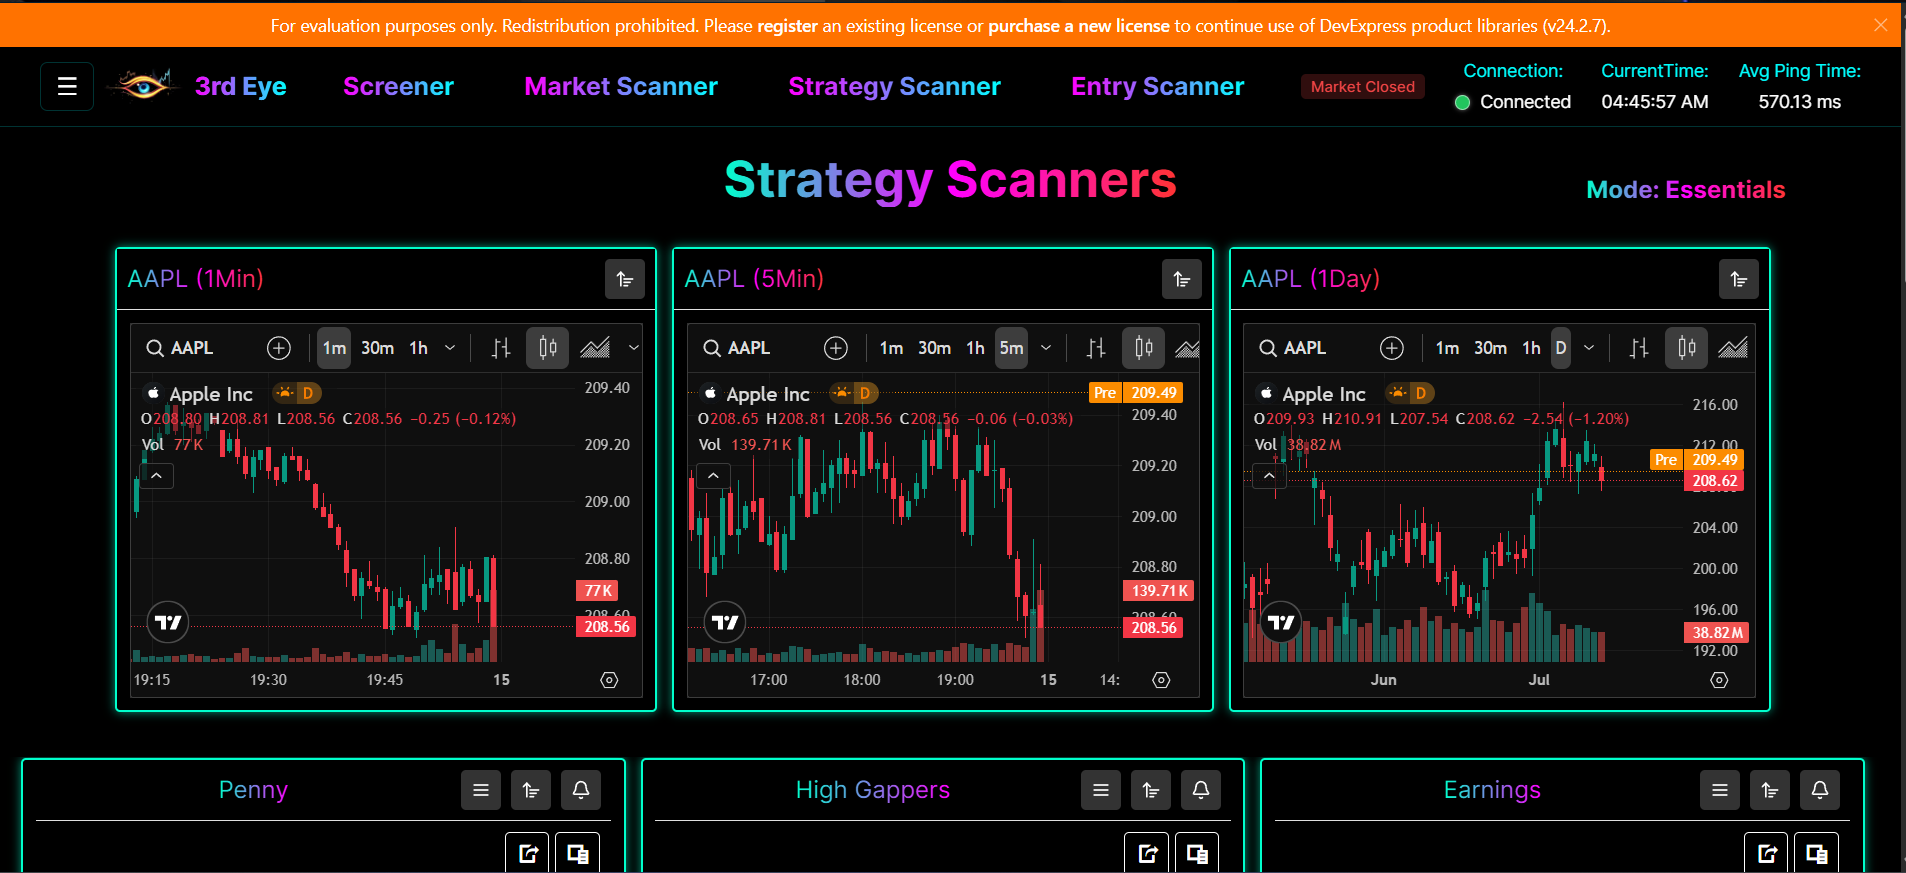 For evaluation purposes only. Redistribution prohibited. Please register an existing license or purchase a new license to continue use of DevExpress product libraries (v24.2.7).
3rd Eye Screener Market Scanner Strategy Scanner Entry Scanner Market Closed
Connection: CurrentTime: Avg Ping Time:
Connected 04:45:57 AM 570.13 ms
Strategy Scanners
Mode: Essentials
AAPL (1Min)
AAPL 1m 30m 1h
Apple Inc D
O208.80 H208.81 L208.56 C208.56 −0.25 (−0.12%)
Vol 77K
209.40
209.20
209.00
208.80
77K
208.60
208.56
19:15 19:30 19:45 15
AAPL (5Min)
AAPL 1m 30m 1h 5m
Apple Inc D
O208.65 H208.81 L208.56 C208.56 −0.06 (−0.03%)
Vol 139.71K
Pre 209.49
209.40
209.20
209.00
208.80
139.71K
208.60
208.56
17:00 18:00 19:00 15 14:
AAPL (1Day)
AAPL 1m 30m 1h D
Apple Inc D
O209.93 H210.91 L207.54 C208.62 −2.54 (−1.20%)
Vol 38.82M
216.00
212.00
Pre 209.49
208.62
204.00
200.00
196.00
38.82M
192.00
Jun Jul
Penny
High Gappers
Earnings